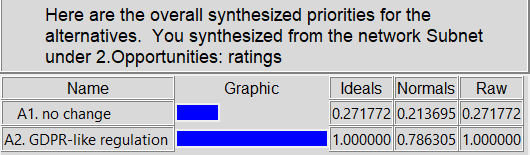 Here are the overall synthesized priorities for the
alternatives. You synthesized from the network Subnet
under 2.Opportunities: ratings
Name Graphic Ideals Normals Raw
A1. no change 0.271772 0.213695 0.271772
A2. GDPR-like regulation 1.000000 0.786305 1.000000